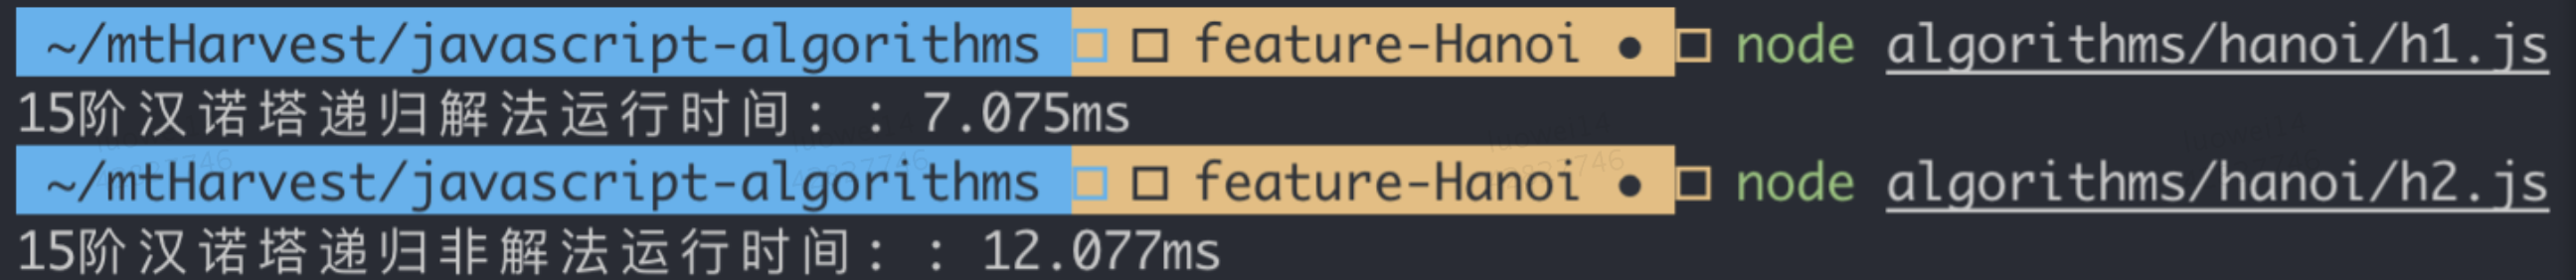 ~/mtHarvest/javascript-algorithms feature-Hanoi ● node algorithms/hanoi/h1.js
15阶汉诺塔递归解法运行时间：: 7.075ms
~/mtHarvest/javascript-algorithms feature-Hanoi ● node algorithms/hanoi/h2.js
15阶汉诺塔递归非解法运行时间：: 12.077ms